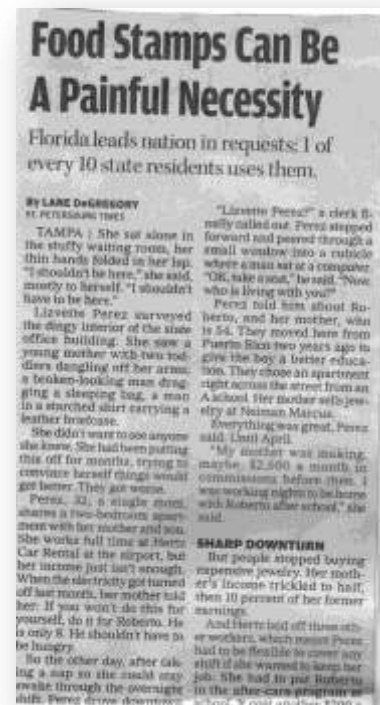 Food Stamps Can Be
A Painful Necessity
Florida leads nation in requests: 1 of
every 10 state residents uses them.
By LANE DeGREGORY
ST. PETERSBURG TIMES
TAMPA | She sat alone in
the stuffy waiting room, her
thin hands folded in her lap.
"I shouldn't be here," she said,
mostly to herself. "I shouldn't
have to be here."
Lizvette Perez surveyed
the dingy interior of the state
office building. She saw a
young mother with two tod-
dlers dangling off her arms,
a broken-looking man drag-
ging a sleeping bag, a man
in a starched shirt carrying a
leather briefcase.
She didn't want to see anyone
she knew. She had been putting
this off for months, trying to
convince herself things would
get better. They got worse.
Perez, 32, a single mom,
shares a two-bedroom apart-
ment with her mother and son.
She works full time at Hertz
Car Rental at the airport, but
her income just isn't enough.
When the electricity got turned
off last month, her mother told
her: If you won't do this for
yourself, do it for Roberto. He
is only 8. He shouldn't have to
be hungry.
So the other day, after tak-
ing a nap so she could stay
awake through the overnight
shift, Perez drove downtown
"Lizvette Perez?" a clerk fi-
nally called out. Perez stepped
forward and peered through a
small window into a cubicle
where a man sat at a computer.
"OK, take a seat," he said. "Now
who is living with you?"
Perez told him about Ro-
berto, and her mother, who
is 54. They moved here from
Puerto Rico two years ago to
give the boy a better educa-
tion. They chose an apartment
right across the street from an
A school. Her mother sells jew-
elry at Neiman Marcus.
Everything was great, Perez
said. Until April.
"My mother was making,
maybe, $2,500 a month in
commissions before then. I
was working nights to be home
with Roberto after school," she
said.
SHARP DOWNTURN
But people stopped buying
expensive jewelry. Her moth-
er's income trickled to half,
then 10 percent of her former
earnings.
And Hertz laid off three oth-
er workers, which meant Perez
had to be flexible to cover any
shift if she wanted to keep her
job. She had to put Roberto
in the after-care program at
school. It cost another $200